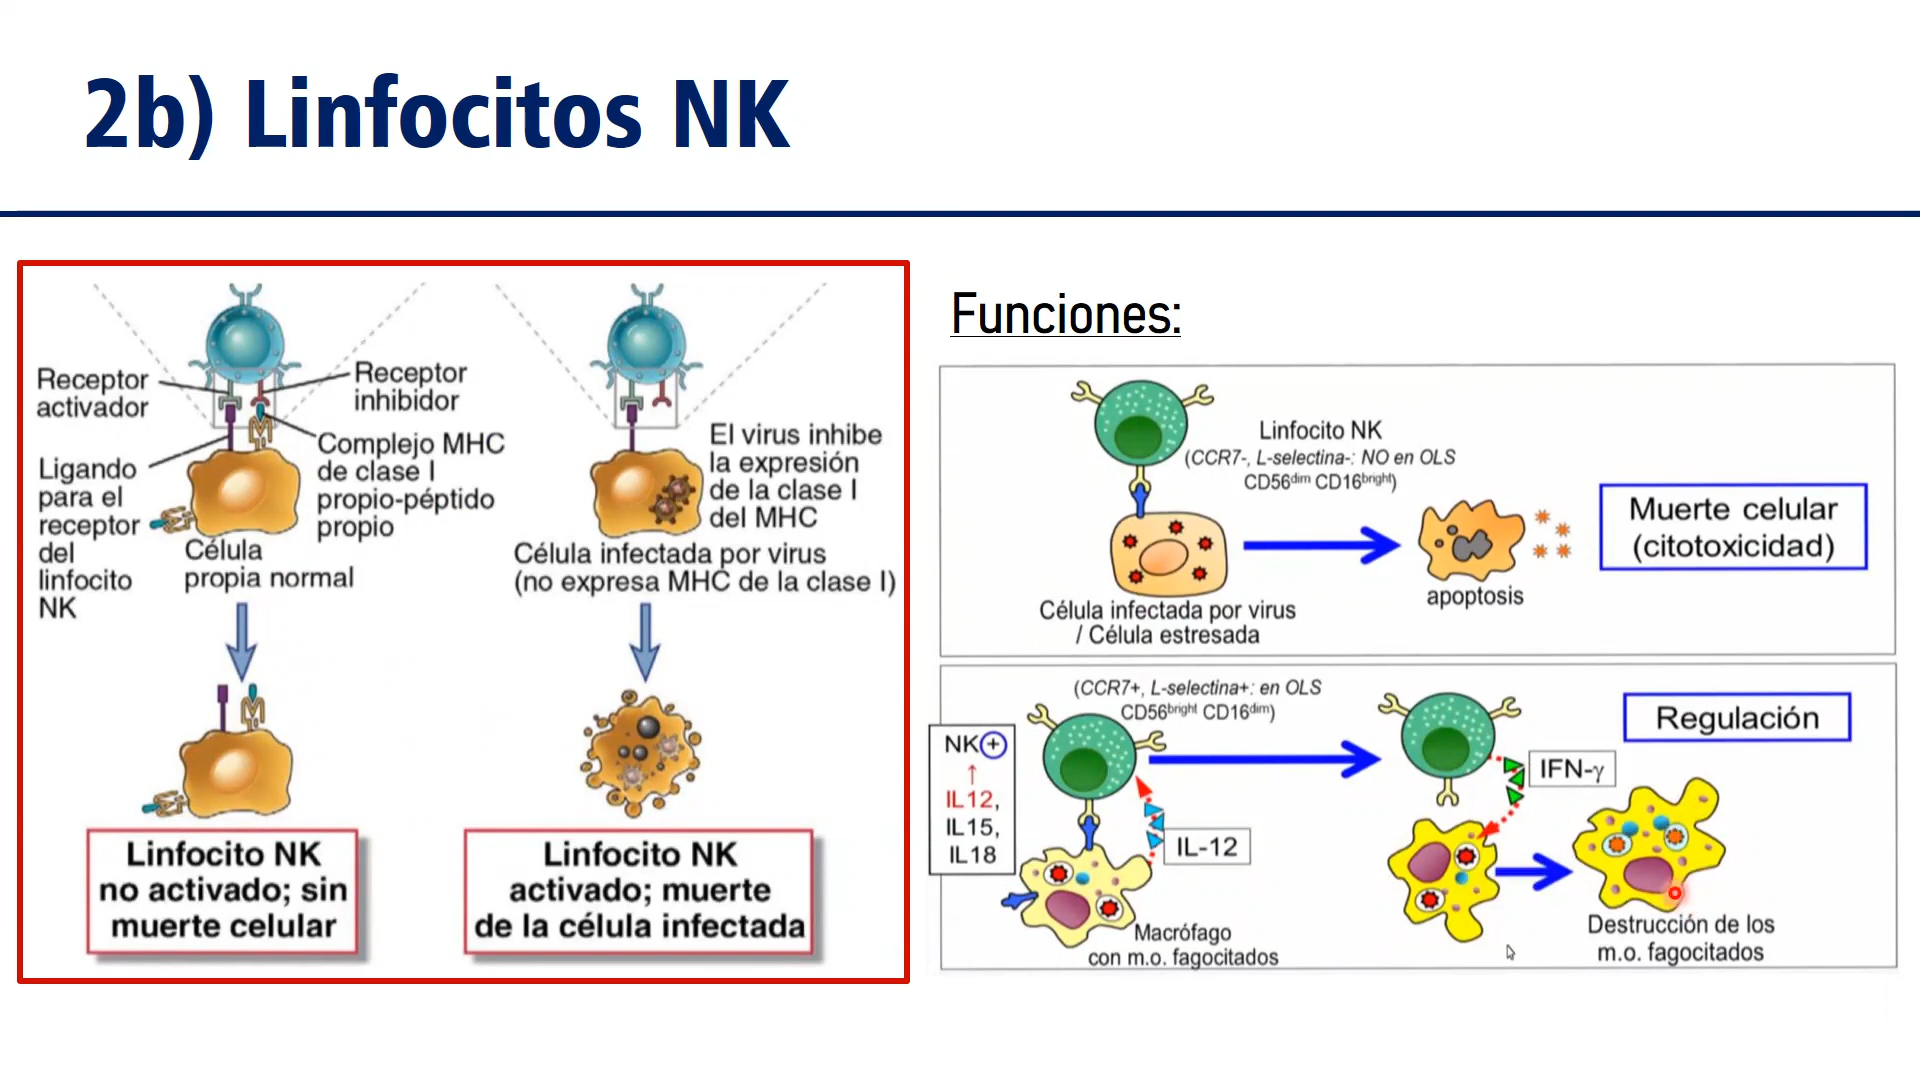 2b) Linfocitos NK
Receptor
activador
Receptor
inhibidor
Ligando
para el
receptor
del
linfocito
NK
Complejo MHC
de clase I
propio-péptido
propio
Célula
propia normal
El virus inhibe
la expresión
de la clase I
del MHC
Célula infectada por virus
(no expresa MHC de la clase I)
Linfocito NK
no activado; sin
muerte celular
Linfocito NK
activado; muerte
de la célula infectada
Funciones:
Linfocito NK
(CCR7-, L-selectina-: NO en OLS
CD56dim CD16bright)
Célula infectada por virus
/ Célula estresada
apoptosis
Muerte celular
(citotoxicidad)
(CCR7+, L-selectina+: en OLS
CD56bright CD16dim)
Regulación
NK+
↑
IL12,
IL15,
IL18
IL-12
IFN-γ
Macrófago
con m.o. fagocitados
Destrucción de los
m.o. fagocitados